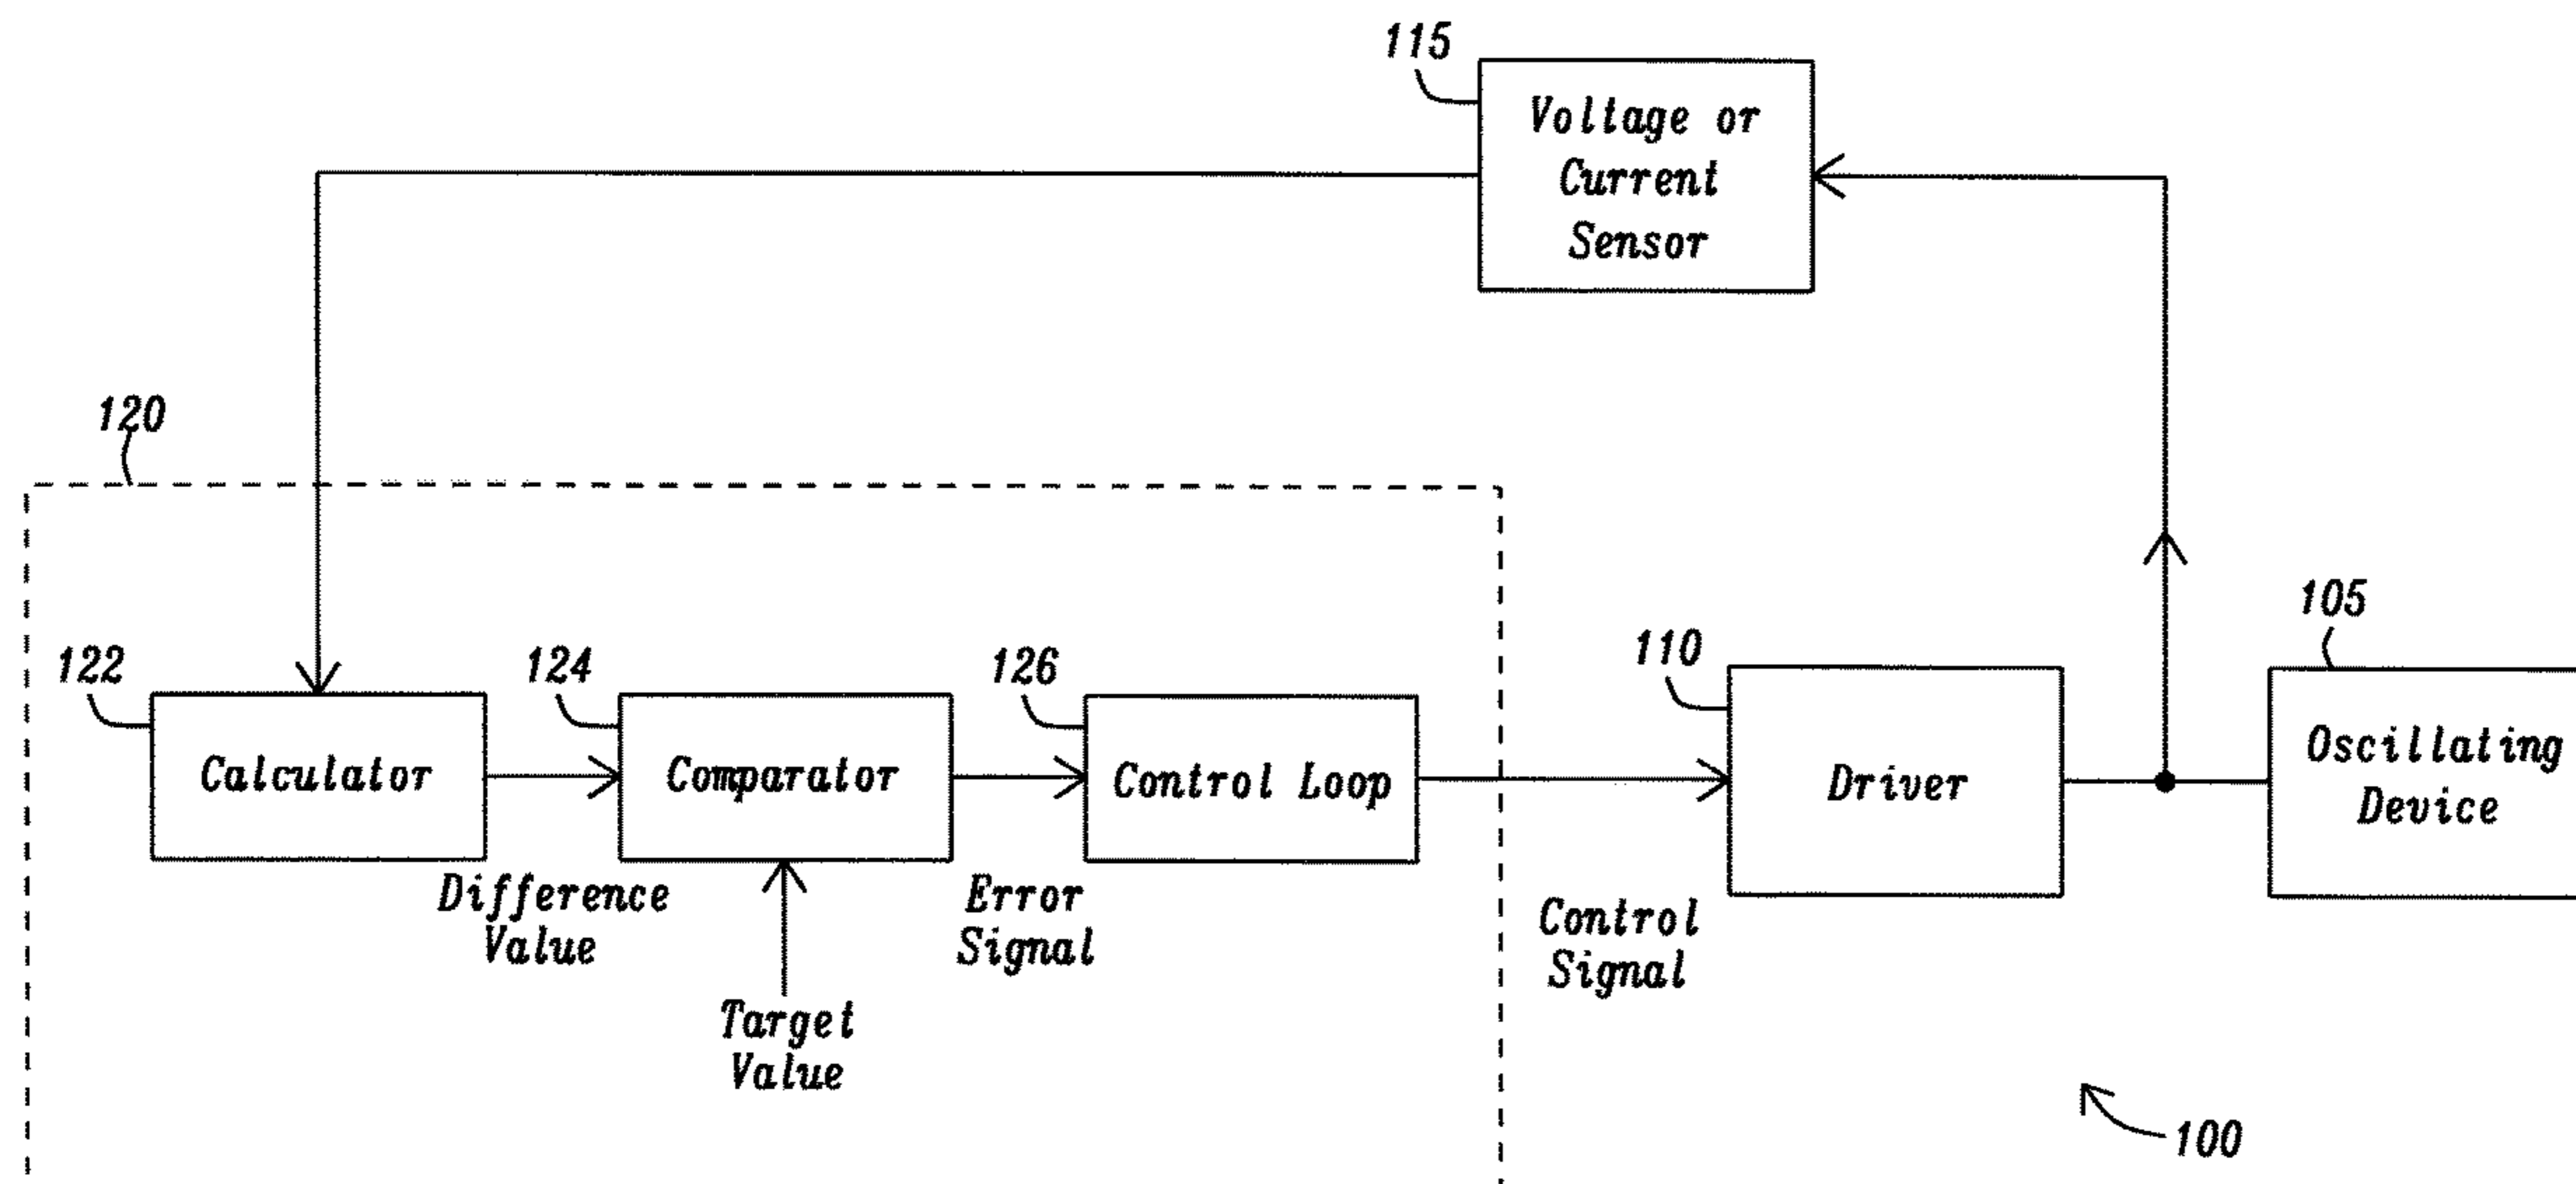 115
Voltage or
Current
Sensor
120
105
122
124
126
110
Calculator
Comparator
Control Loop
Driver
Oscillating
Device
Difference
Value
Error
Signal
Control
Signal
Target
Value
100